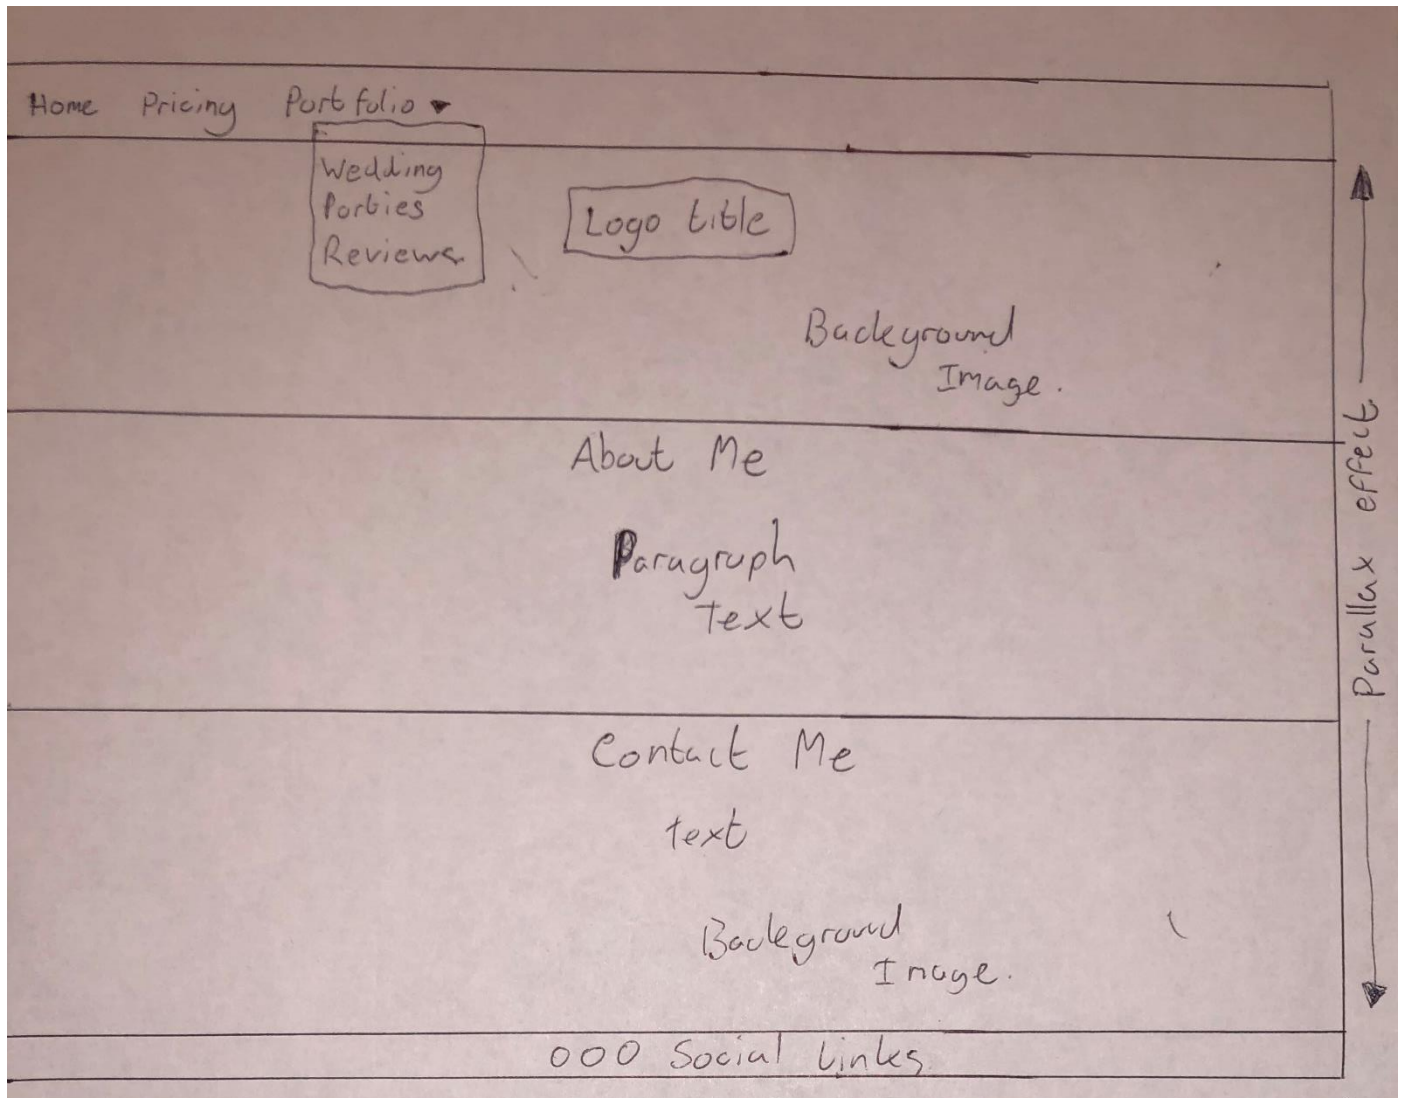 Home Pricing Portfolio
Wedding
Parties
Reviews
Logo title
Background
Image.
About Me
Paragraph
Text
Contact Me
text
Background
Image.
Social Links
Parallax effect